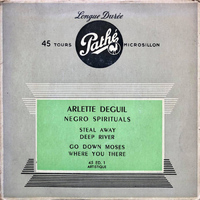 Longue Durée
45 TOURS Pathé MICROSILLON
ARLETTE DEGUIL
NEGRO SPIRITUALS
STEAL AWAY
DEEP RIVER
GO DOWN MOSES
WHERE YOU THERE
45 ED. 1
ARTISTIQUE